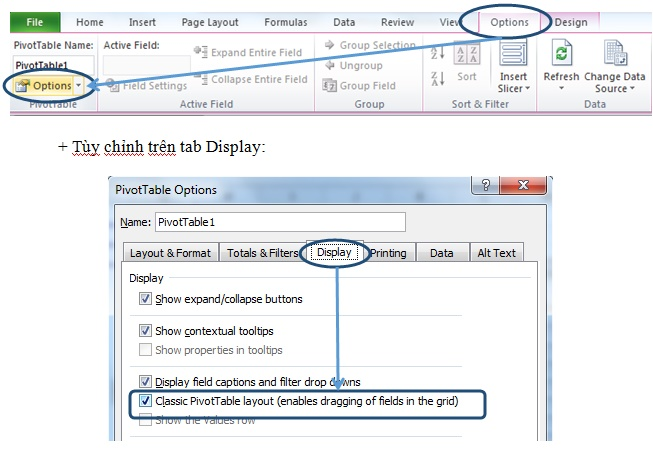 File Home Insert Page Layout Formulas Data Review View Options Design
PivotTable Name: Active Field: Expand Entire Field Group Selection
PivotTable1 Collapse Entire Field Ungroup Sort Insert Slicer Refresh Change Data Source
Options Field Settings Group Field
PivotTable Active Field Group Sort & Filter Data
+ Tùy chỉnh trên tab Display:
PivotTable Options
Name: PivotTable1
Layout & Format Totals & Filters Display Printing Data Alt Text
Display
Show expand/collapse buttons
Show contextual tooltips
Show properties in tooltips
Display field captions and filter drop downs
Classic PivotTable layout (enables dragging of fields in the grid)
Show the Values row